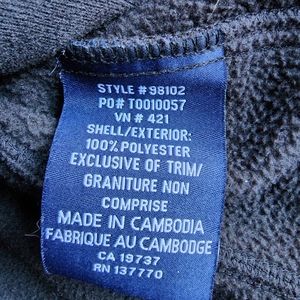 STYLE # 98102
PO# T0010057
VN # 421
SHELL/EXTERIOR:
100% POLYESTER
EXCLUSIVE OF TRIM/
GRANITURE NON
COMPRISE
MADE IN CAMBODIA
FABRIQUE AU CAMBODGE
CA 19737
RN 137770